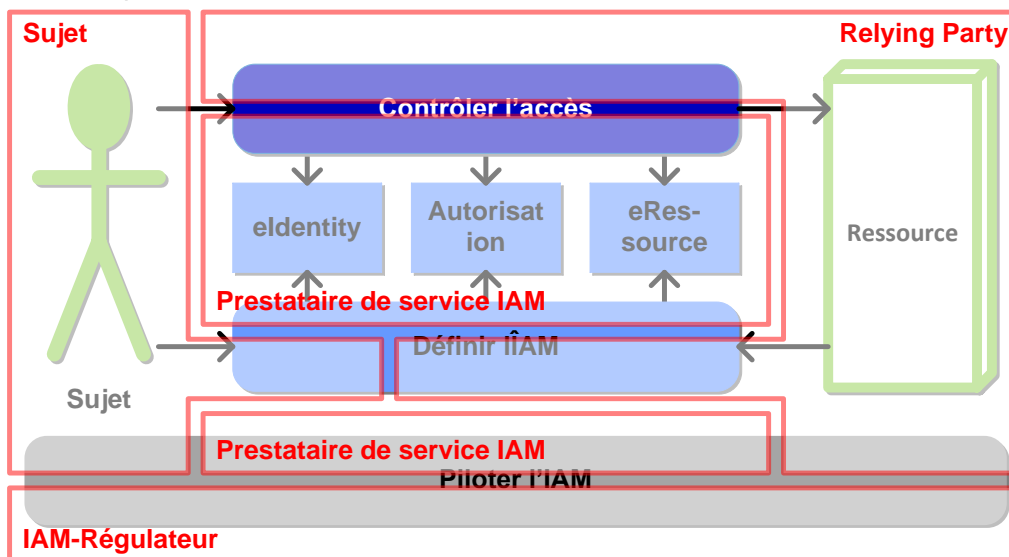 Sujet
Relying Party
Contrôler l'accès
eIdentity
Autorisat
ion
eRes-
source
Ressource
Prestataire de service IAM
Définir lÎAM
Sujet
Prestataire de service IAM
Piloter l'IAM
IAM-Régulateur